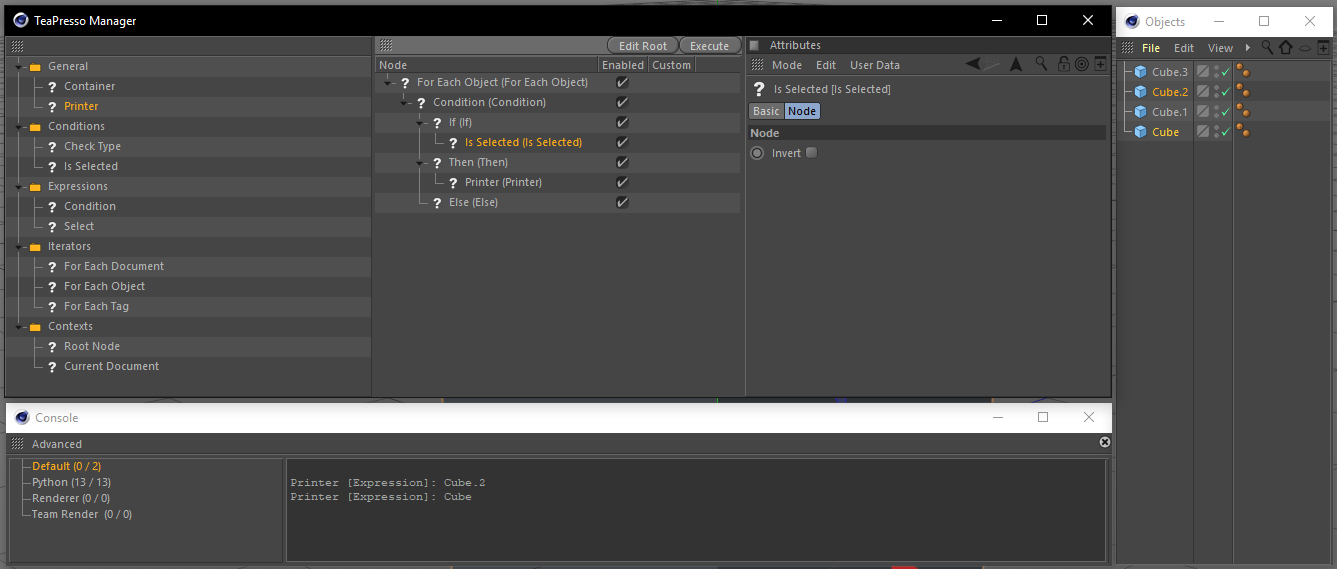 TeaPresso Manager
General
Container
Printer
Conditions
Check Type
Is Selected
Expressions
Condition
Select
Iterators
For Each Document
For Each Object
For Each Tag
Contexts
Root Node
Current Document
Edit Root Execute
Node Enabled Custom
For Each Object (For Each Object)
Condition (Condition)
If (If)
Is Selected (Is Selected)
Then (Then)
Printer (Printer)
Else (Else)
Attributes
Mode Edit User Data
Is Selected [Is Selected]
Basic Node
Node
Invert
Objects
File Edit View
Cube.3
Cube.2
Cube.1
Cube
Console
Advanced
Default (0 / 2)
Python (13 / 13)
Renderer (0 / 0)
Team Render (0 / 0)
Printer [Expression]: Cube.2
Printer [Expression]: Cube